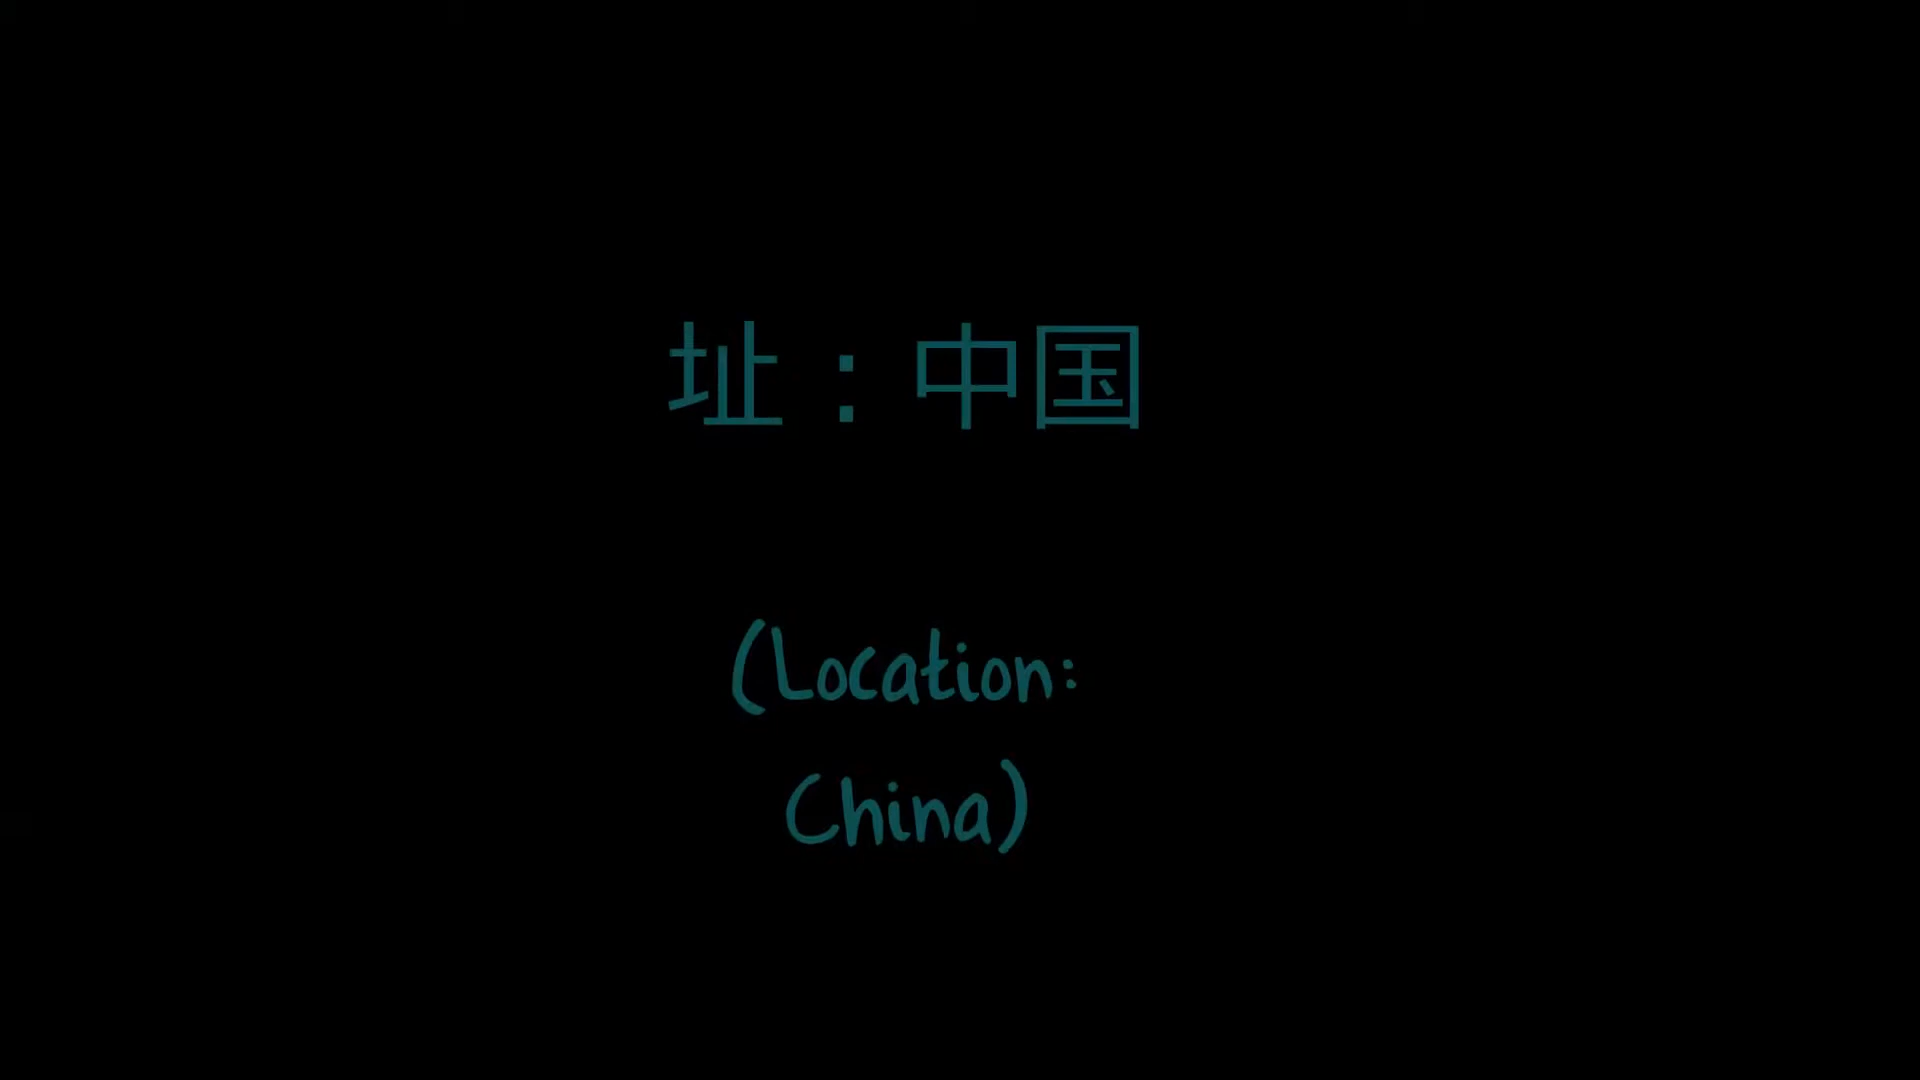 址：中国
(Location:
China)